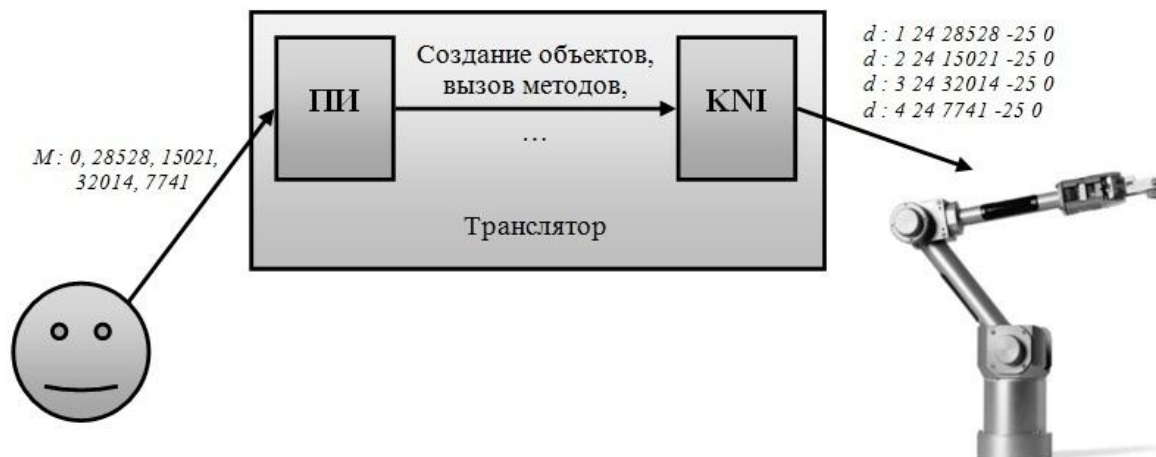 M : 0, 28528, 15021,
32014, 7741
ПИ
Создание объектов,
вызов методов,
...
KNI
Транслятор
d : 1 24 28528 -25 0
d : 2 24 15021 -25 0
d : 3 24 32014 -25 0
d : 4 24 7741 -25 0